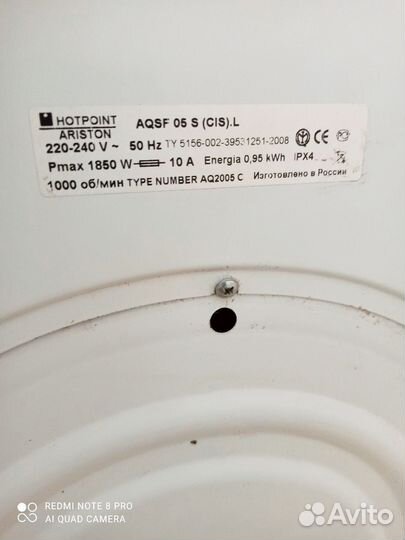 HOTPOINT
ARISTON
AQSF 05 S (CIS).L
220-240 V ~ 50 Hz ТУ 5156-002-39531251-2008
Pmax 1850 W 10 A Energia 0,95 kWh IPX4
1000 об/мин TYPE NUMBER AQ2005 C Изготовлено в России
REDMI NOTE 8 PRO
AI QUAD CAMERA
Avito